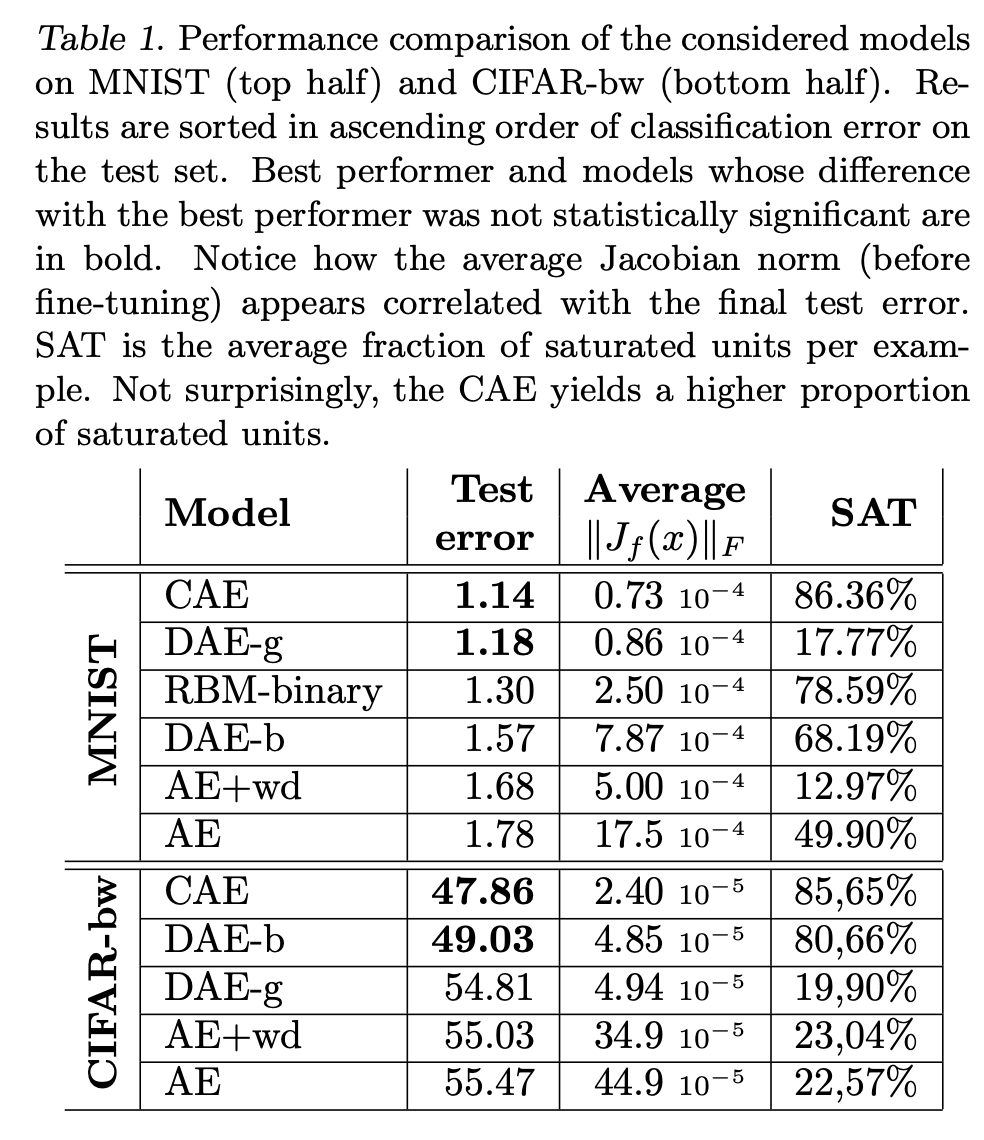 Table 1. Performance comparison of the considered models
on MNIST (top half) and CIFAR-bw (bottom half). Re-
sults are sorted in ascending order of classification error on
the test set. Best performer and models whose difference
with the best performer was not statistically significant are
in bold. Notice how the average Jacobian norm (before
fine-tuning) appears correlated with the final test error.
SAT is the average fraction of saturated units per exam-
ple. Not surprisingly, the CAE yields a higher proportion
of saturated units.
Model Test error Average ‖J_f(x)‖_F SAT
MNIST
CAE 1.14 0.73 10⁻⁴ 86.36%
DAE-g 1.18 0.86 10⁻⁴ 17.77%
RBM-binary 1.30 2.50 10⁻⁴ 78.59%
DAE-b 1.57 7.87 10⁻⁴ 68.19%
AE+wd 1.68 5.00 10⁻⁴ 12.97%
AE 1.78 17.5 10⁻⁴ 49.90%
CIFAR-bw
CAE 47.86 2.40 10⁻⁵ 85,65%
DAE-b 49.03 4.85 10⁻⁵ 80,66%
DAE-g 54.81 4.94 10⁻⁵ 19,90%
AE+wd 55.03 34.9 10⁻⁵ 23,04%
AE 55.47 44.9 10⁻⁵ 22,57%